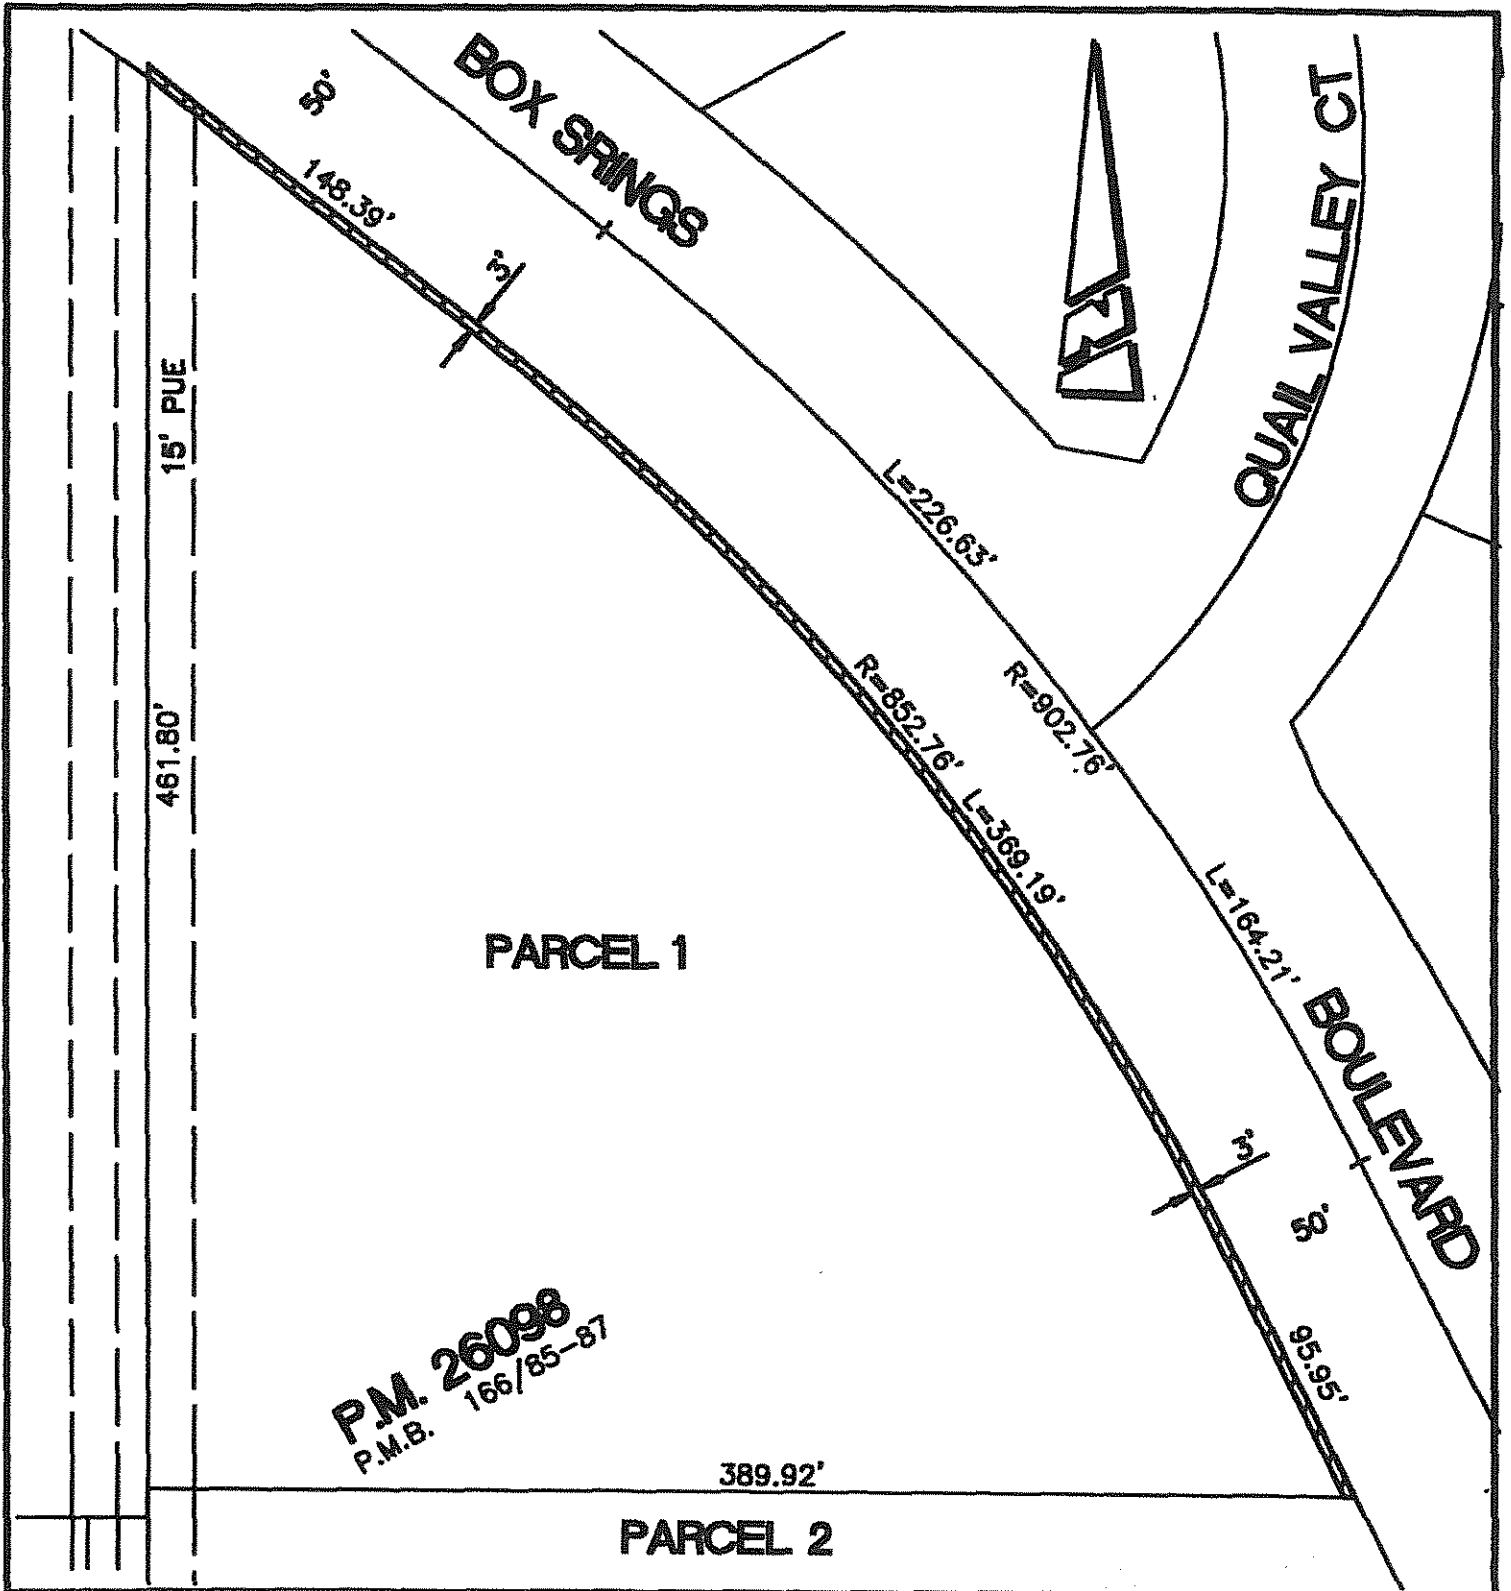 BOX SRINGS
50'
148.39'
3'
QUAIL VALLEY CT
15' PUE
461.80'
L=226.63'
R=902.76'
R=852.76'
L=369.19'
L=164.21'
BOULEVARD
PARCEL 1
3'
50'
95.95'
P.M. 26098
P.M.B. 166/85-87
389.92'
PARCEL 2